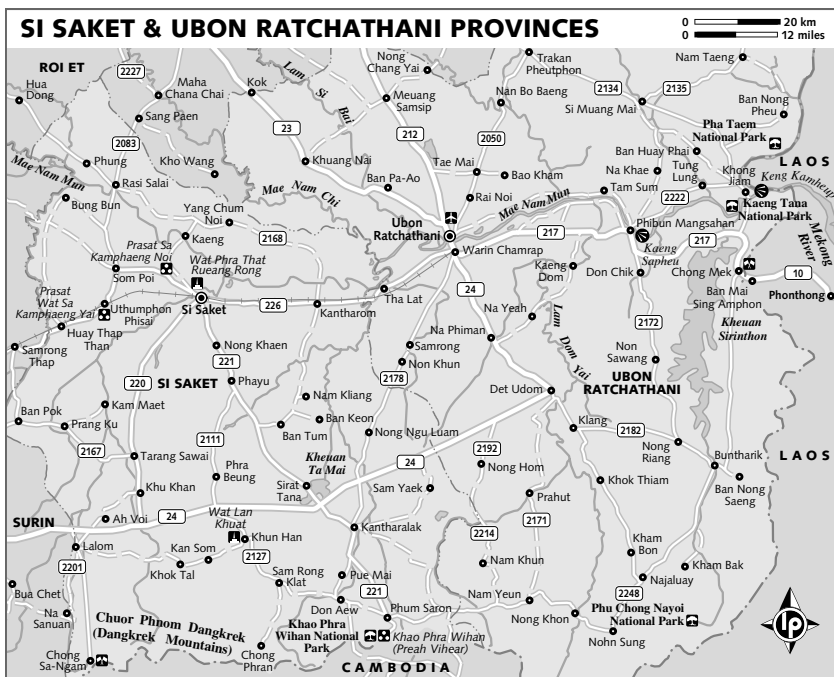 SI SAKET & UBON RATCHATHANI PROVINCES
0 20 km
0 12 miles
ROI ET
Hua
Dong
2227
Maha
Chana Chai
Kok
Lam Si Bai
Nong
Chang Yai
Meuang
Samsip
Trakan
Pheutphon
Nan Bo Baeng
2134
2135
Nam Taeng
Si Muang Mai
Ban Nong
Pheu
Pha Taem
National Park
Sang Paen
2083
23
212
2050
Phung
Kho Wang
Khuang Nai
Tae Mai
Bao Kham
Ban Huay Phai
Na Khae
Tung
Lung
Khong
Jiam
LAOS
Keng Kamheup
Mae Nam Mun
Rasi Salai
Mae Nam Chi
Ban Pa-Ao
Rai Noi
Mae Nam Mun
Tam Sum
2222
Kaeng Tana
National Park
Bung Bun
Yang Chum
Noi
Kaeng
2168
Ubon
Ratchathani
217
Phibun Mangsahan
217
Mekong
River
Prasat Sa
Kamphaeng Noi
Wat Phra That
Rueang Rong
Warin Chamrap
Kaeng
Sapheu
Som Poi
Kaeng
Dom
Don Chik
Chong Mek
10
Prasat
Wat Sa
Kamphaeng Yai
Uthumphon
Phisai
Si Saket
226
Kantharom
Tha Lat
24
Ban Mai
Sing Amphon
Phonthong
Huay Thap
Than
Na Yeah
Lam Dom Yai
Kheuan
Sirinthon
Samrong
Thap
Nong Khaen
Na Phiman
2172
221
Samrong
Non Khun
Non
Sawang
220
SI SAKET
Phayu
2178
UBON
RATCHATHANI
Kam Maet
Nam Kliang
Det Udom
Ban Pok
Prang Ku
2111
Ban Keon
Ban Tum
Nong Ngu Luam
Klang
2182
2167
Nong
Riang
Tarang Sawai
Phra
Beung
Kheuan
Ta Mai
24
2192
Nong Hom
Buntharik
LAOS
Khu Khan
Sirat
Tana
Sam Yaek
Prahut
Khok Thiam
Ban Nong
Saeng
SURIN
Ah Voi
24
Wat Lan
Khuat
Khun Han
Kantharalak
2171
2214
Lalom
Kan Som
2127
Kham
Bon
Kham Bak
2201
Khok Tal
Sam Rong
Klat
Pue Mai
Nam Khun
Najaluay
Bua Chet
221
2248
Na
Sanuan
Chuor Phnom Dangkrek
(Dangkrek Mountains)
Don Aew
Phum Saron
Nam Yeun
Nong Khon
Phu Chong Nayoi
National Park
Khao Phra
Wihan National
Park
Khao Phra Wihan
(Preah Vihear)
Nohn Sung
Chong
Sa-Ngam
Chong
Phran
CAMBODIA
lp